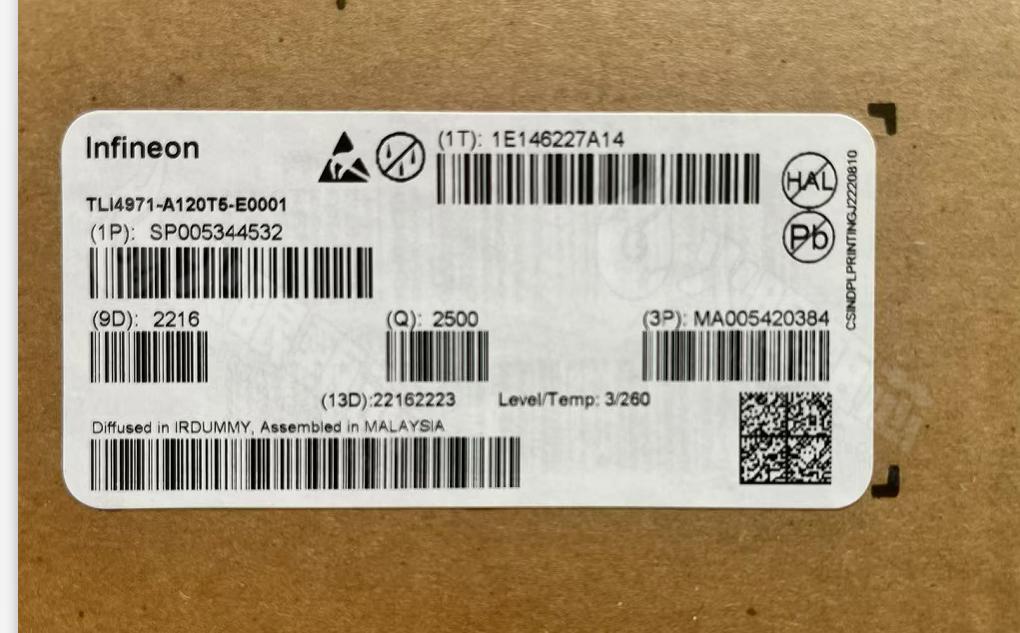 Infineon
(1T): 1E146227A14
TLI4971-A120T5-E0001
(1P): SP005344532
HAL
Pb
CSINDPLPRINTINGJ2220810
(9D): 2216
(Q): 2500
(3P): MA005420384
(13D):22162223
Level/Temp: 3/260
Diffused in IRDUMMY, Assembled in MALAYSIA